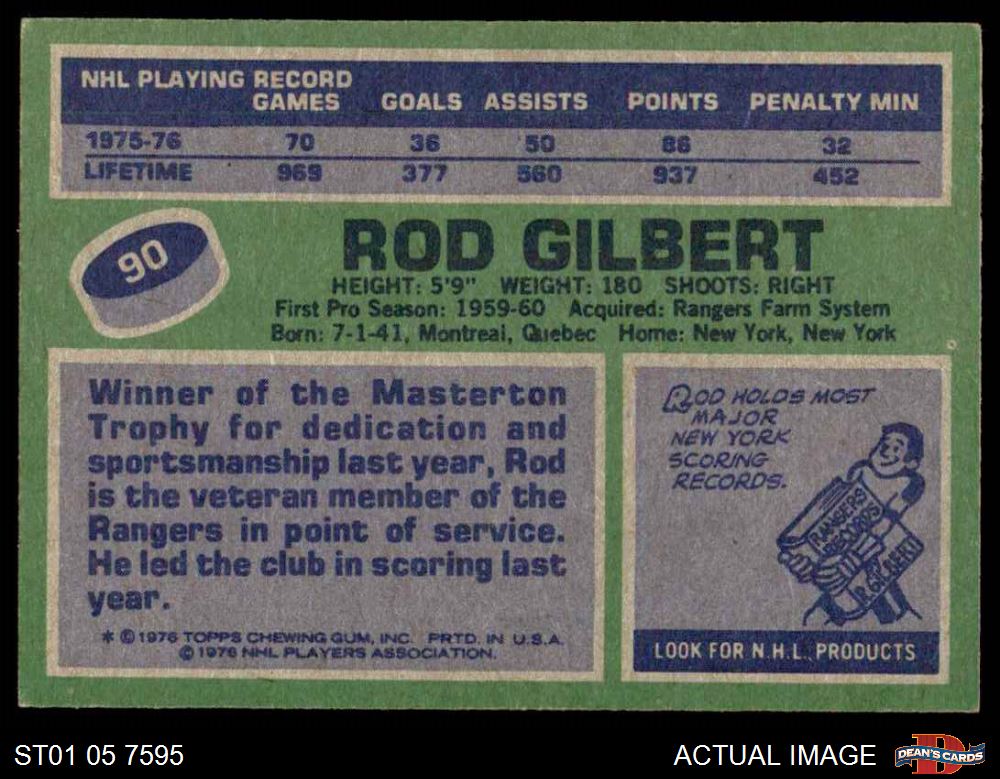 NHL PLAYING RECORD
GAMES GOALS ASSISTS POINTS PENALTY MIN
1975-76 70 36 50 86 32
LIFETIME 969 377 560 937 452
90
ROD GILBERT
HEIGHT: 5'9" WEIGHT: 180 SHOOTS: RIGHT
First Pro Season: 1959-60 Acquired: Rangers Farm System
Born: 7-1-41, Montreal, Quebec Home: New York, New York
Winner of the Masterton
Trophy for dedication and
sportsmanship last year, Rod
is the veteran member of the
Rangers in point of service.
He led the club in scoring last
year.
* © 1976 TOPPS CHEWING GUM, INC. PRTD. IN U.S.A.
© 1976 NHL PLAYERS ASSOCIATION.
ROD HOLDS MOST
MAJOR
NEW YORK
SCORING
RECORDS.
RANGERS
RECORDS
BY
R. GILBERT
LOOK FOR N.H.L. PRODUCTS
ST01 05 7595
ACTUAL IMAGE
DEAN'S CARDS